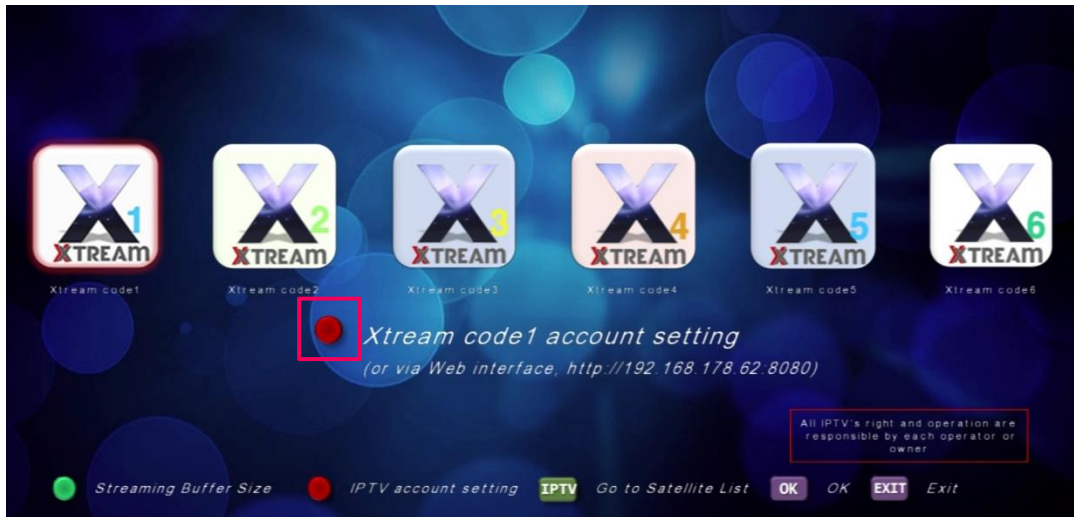 1
XTREAM
2
XTREAM
3
XTREAM
4
XTREAM
5
XTREAM
6
XTREAM
Xtream code1
Xtream code2
Xtream code3
Xtream code4
Xtream code5
Xtream code6
Xtream code1 account setting
(or via Web interface, http://192.168.178.62:8080)
All IPTV's right and operation are
responsible by each operator or
owner
Streaming Buffer Size
IPTV account setting
IPTV Go to Satellite List
OK OK
EXIT Exit